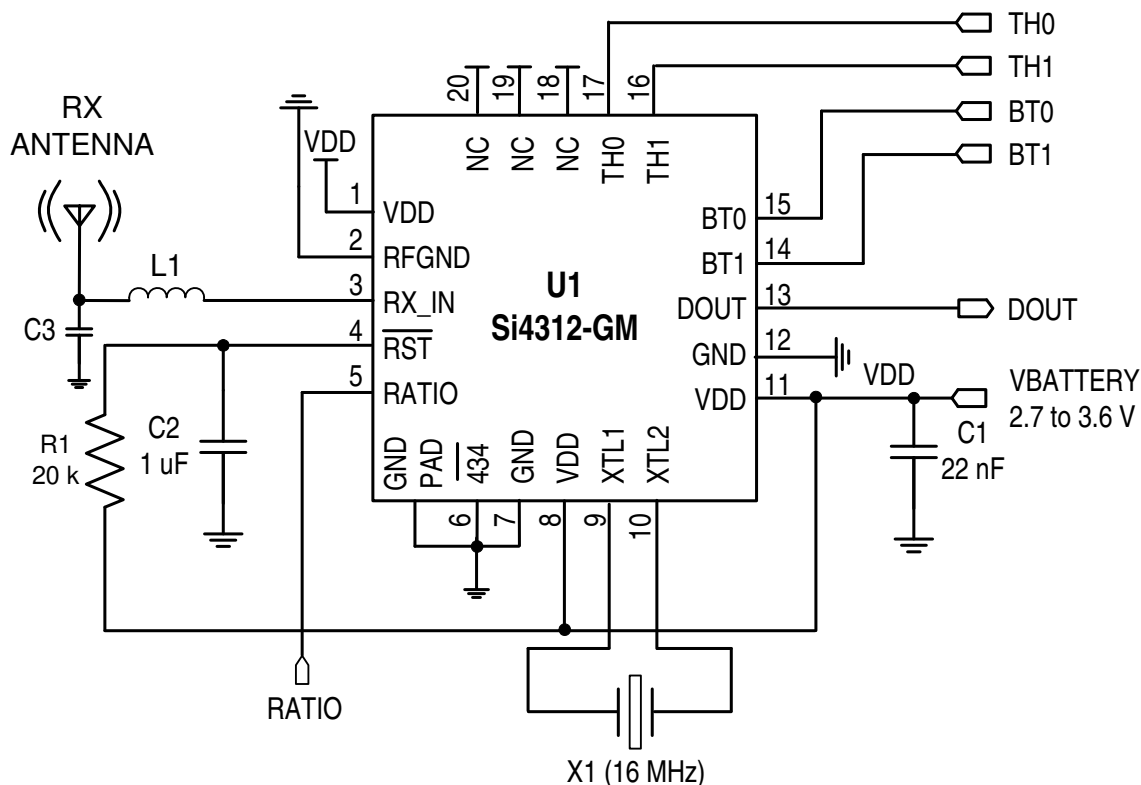 TH0
TH1
BT0
BT1
RX
ANTENNA
VDD
20
19
18
17
16
NC
NC
NC
TH0
TH1
1
VDD
2
RFGND
3
RX_IN
4
RST
5
RATIO
L1
C3
U1
Si4312-GM
15
BT0
14
BT1
13
DOUT
DOUT
12
GND
11
VDD
VDD
VBATTERY
2.7 to 3.6 V
C1
22 nF
R1
20 k
C2
1 uF
GND
PAD
434
GND
VDD
XTL1
XTL2
6
7
8
9
10
RATIO
X1 (16 MHz)